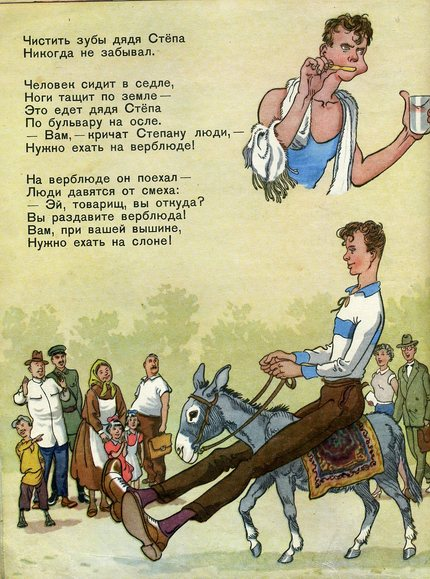 Чистить зубы дядя Стёпа
Никогда не забывал.
Человек сидит в седле,
Ноги тащит по земле —
Это едет дядя Стёпа
По бульвару на осле.
— Вам,— кричат Степану люди,—
Нужно ехать на верблюде!
На верблюде он поехал —
Люди давятся от смеха:
— Эй, товарищ, вы откуда?
Вы раздавите верблюда!
Вам, при вашей вышине,
Нужно ехать на слоне!